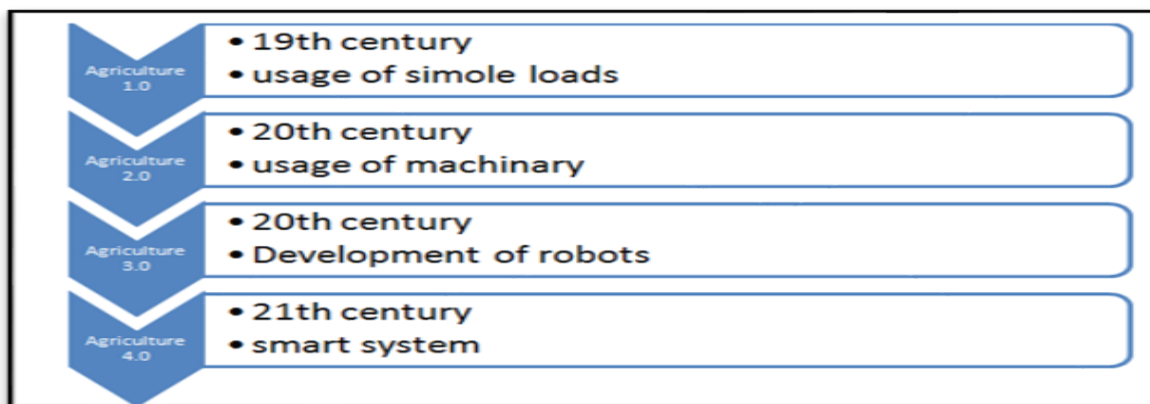 Agriculture
1.0
• 19th century
• usage of simole loads
Agriculture
2.0
• 20th century
• usage of machinary
Agriculture
3.0
• 20th century
• Development of robots
Agriculture
4.0
• 21th century
• smart system